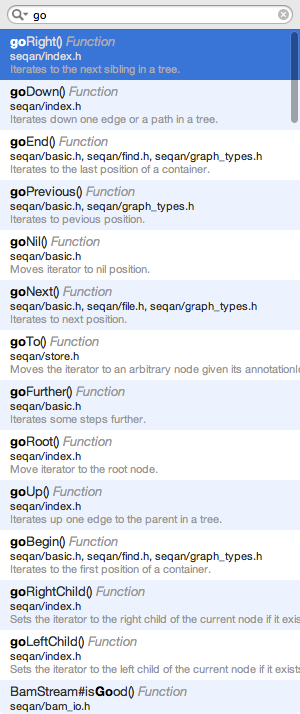 go
goRight() Function
seqan/index.h
Iterates to the next sibling in a tree.
goDown() Function
seqan/index.h
Iterates down one edge or a path in a tree.
goEnd() Function
seqan/basic.h, seqan/find.h, seqan/graph_types.h
Iterates to the last position of a container.
goPrevious() Function
seqan/basic.h, seqan/graph_types.h
Iterates to pevious position.
goNil() Function
seqan/basic.h
Moves iterator to nil position.
goNext() Function
seqan/basic.h, seqan/file.h, seqan/graph_types.h
Iterates to next position.
goTo() Function
seqan/store.h
Moves the iterator to an arbitrary node given its annotationI
goFurther() Function
seqan/basic.h
Iterates some steps further.
goRoot() Function
seqan/index.h
Move iterator to the root node.
goUp() Function
seqan/index.h
Iterates up one edge to the parent in a tree.
goBegin() Function
seqan/basic.h, seqan/find.h, seqan/graph_types.h
Iterates to the first position of a container.
goRightChild() Function
seqan/index.h
Sets the iterator to the right child of the current node if it exis
goLeftChild() Function
seqan/index.h
Sets the iterator to the left child of the current node if it exists
BamStream#isGood() Function
seqan/bam_io.h